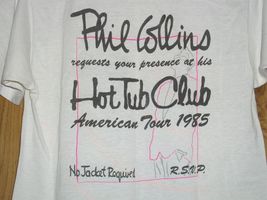 Phil Collins
requests your presence at his
Hot Tub Club
American Tour 1985
No Jacket Required R.S.V.P.